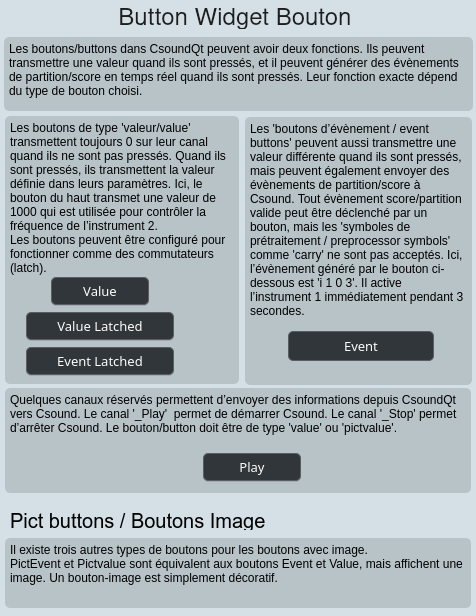 Button Widget Bouton
Les boutons/buttons dans CsoundQt peuvent avoir deux fonctions. Ils peuvent
transmettre une valeur quand ils sont pressés, et il peuvent générer des évènements
de partition/score en temps réel quand ils sont pressés. Leur fonction exacte dépend
du type de bouton choisi.
Les boutons de type 'valeur/value'
transmettent toujours 0 sur leur canal
quand ils ne sont pas pressés. Quand ils
sont pressés, ils transmettent la valeur
définie dans leurs paramètres. Ici, le
bouton du haut transmet une valeur de
1000 qui est utilisée pour contrôler la
fréquence de l'instrument 2.
Les boutons peuvent être configuré pour
fonctionner comme des commutateurs
(latch).
Value
Value Latched
Event Latched
Les 'boutons d'évènement / event
buttons' peuvent aussi transmettre une
valeur différente quand ils sont pressés,
mais peuvent également envoyer des
évènements de partition/score à
Csound. Tout évènement score/partition
valide peut être déclenché par un
bouton, mais les 'symboles de
prétraitement / preprocessor symbols'
comme 'carry' ne sont pas acceptés. Ici,
l'évènement généré par le bouton ci-
dessous est 'i 1 0 3'. Il active
l'instrument 1 immédiatement pendant 3
secondes.
Event
Quelques canaux réservés permettent d'envoyer des informations depuis CsoundQt
vers Csound. Le canal '_Play'  permet de démarrer Csound. Le canal '_Stop' permet
d'arrêter Csound. Le bouton/button doit être de type 'value' ou 'pictvalue'.
Play
Pict buttons / Boutons Image
Il existe trois autres types de boutons pour les boutons avec image.
PictEvent et Pictvalue sont équivalent aux boutons Event et Value, mais affichent une
image. Un bouton-image est simplement décoratif.